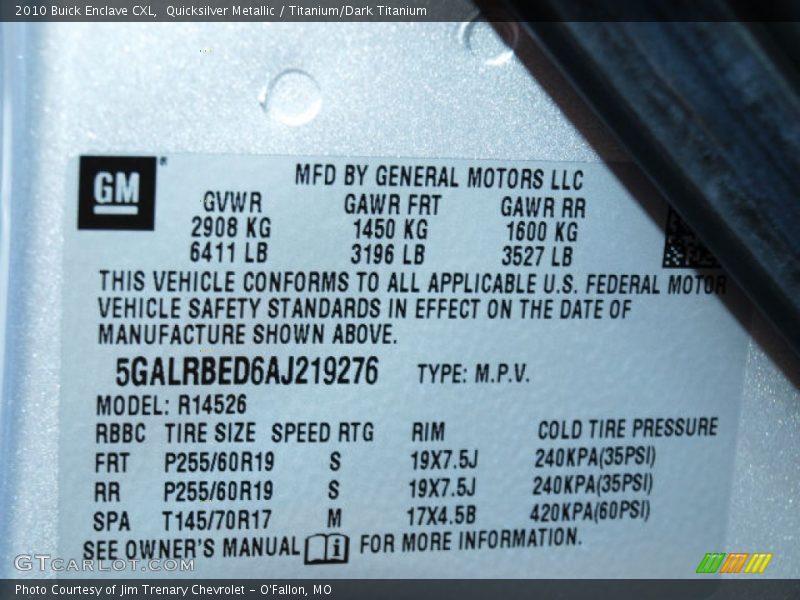 2010 Buick Enclave CXL, Quicksilver Metallic / Titanium/Dark Titanium
GM
MFD BY GENERAL MOTORS LLC
GVWR GAWR FRT GAWR RR
2908 KG 1450 KG 1600 KG
6411 LB 3196 LB 3527 LB
THIS VEHICLE CONFORMS TO ALL APPLICABLE U.S. FEDERAL MOTOR
VEHICLE SAFETY STANDARDS IN EFFECT ON THE DATE OF
MANUFACTURE SHOWN ABOVE.
5GALRBED6AJ219276 TYPE: M.P.V.
MODEL: R14526
RBBC TIRE SIZE SPEED RTG RIM COLD TIRE PRESSURE
FRT P255/60R19 S 19X7.5J 240KPA(35PSI)
RR P255/60R19 S 19X7.5J 240KPA(35PSI)
SPA T145/70R17 M 17X4.5B 420KPA(60PSI)
SEE OWNER'S MANUAL i FOR MORE INFORMATION.
GTCARLOT.COM
Photo Courtesy of Jim Trenary Chevrolet - O'Fallon, MO